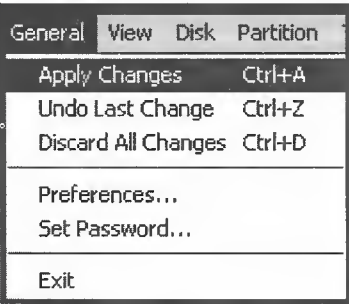 General View Disk Partition
Apply Changes Ctrl+A
Undo Last Change Ctrl+Z
Discard All Changes Ctrl+D
Preferences...
Set Password...
Exit